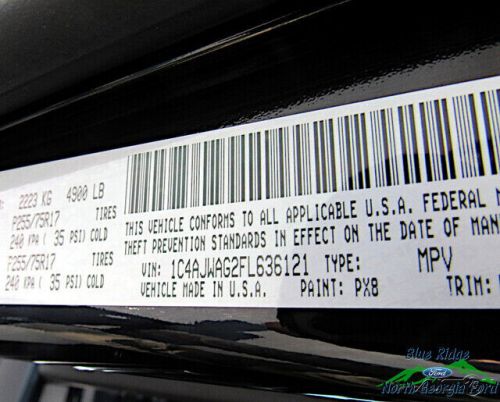 2223 KG 4900 LB
P255/75R17 TIRES
240 KPA ( 35 PSI) COLD
P255/75R17 TIRES
240 KPA ( 35 PSI) COLD
THIS VEHICLE CONFORMS TO ALL APPLICABLE U.S.A. FEDERAL
THEFT PREVENTION STANDARDS IN EFFECT ON THE DATE OF
VIN: 1C4AJWAG2FL636121 TYPE: MPV
VEHICLE MADE IN U.S.A. PAINT: PX8 TRIM:
Blue Ridge
Ford
North Georgia Ford